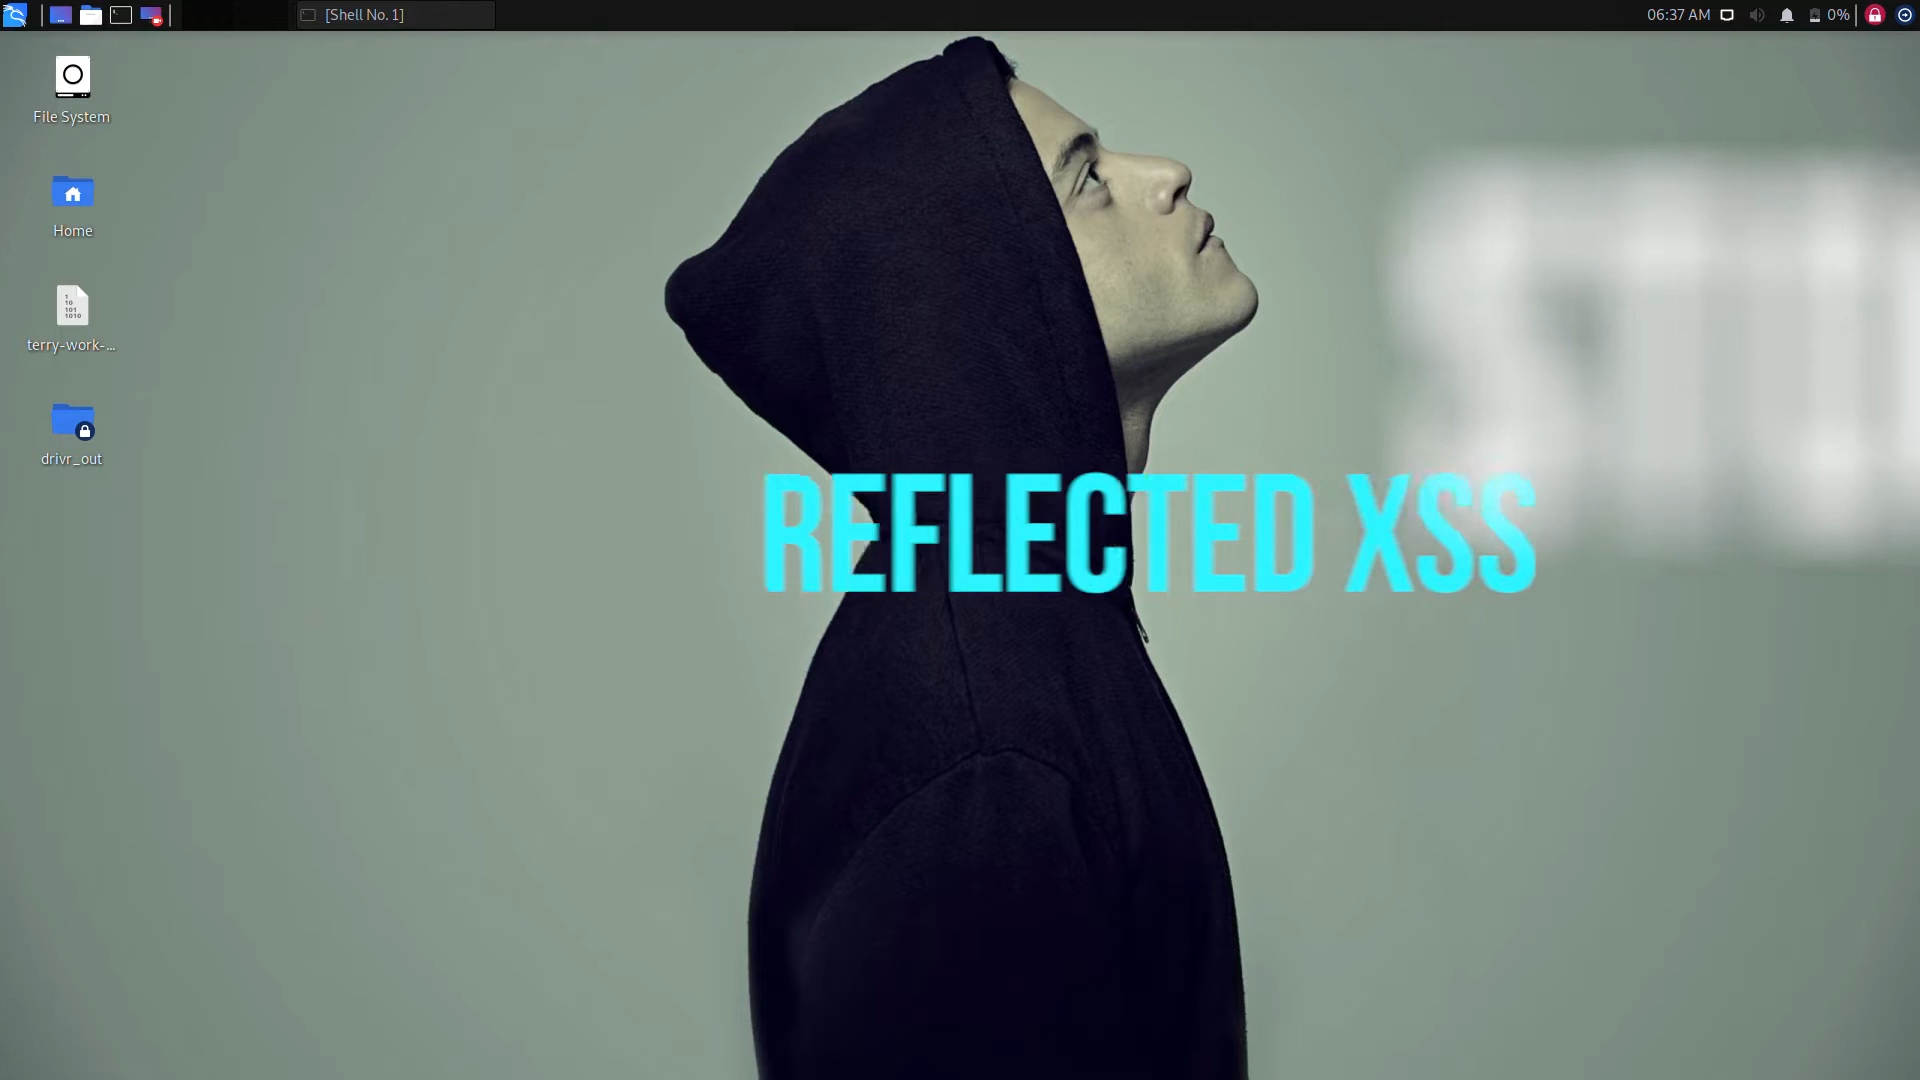 [Shell No. 1]
06:37 AM
0%
File System
Home
terry-work-...
drivr_out
REFLECTED XSS